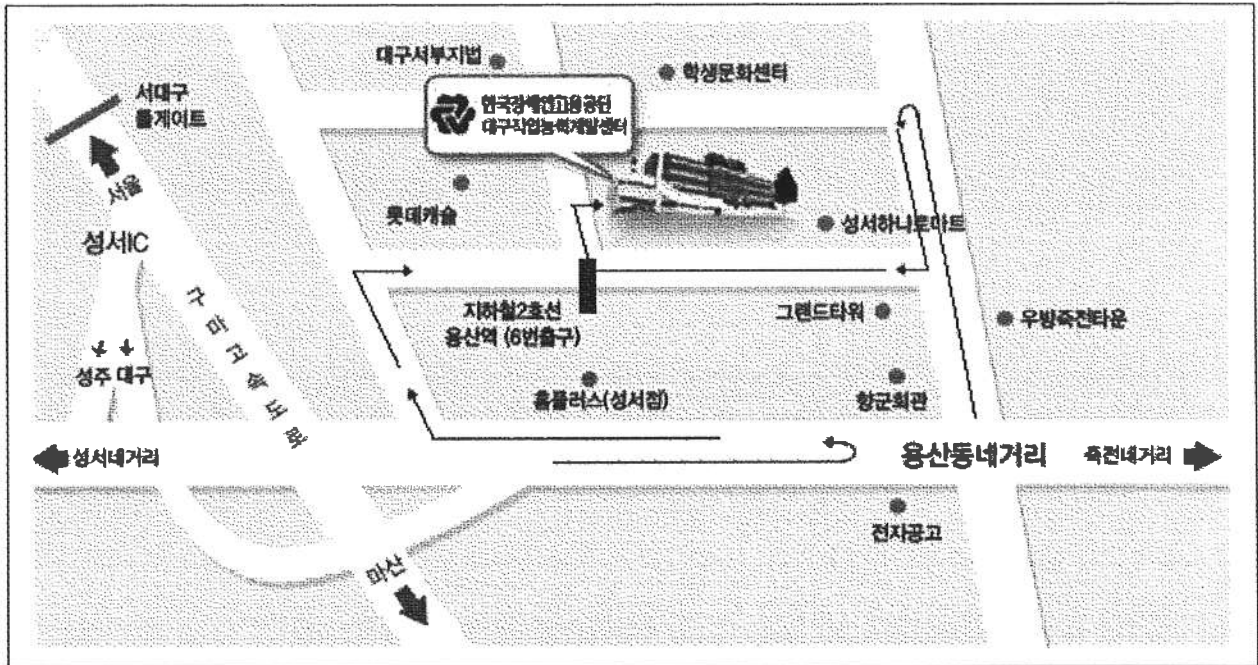 대구서부지법
학생문화센터
서대구
톨게이트
한국장애인고용공단
대구직업능력개발센터
서울
롯데캐슬
성서하나로마트
성서IC
구마고속도로
지하철2호선
용산역 (6번출구)
그랜드타워
우방죽전타운
성주 대구
홈플러스(성서점)
향군회관
성서네거리
용산동네거리
죽전네거리
전자공고
마산